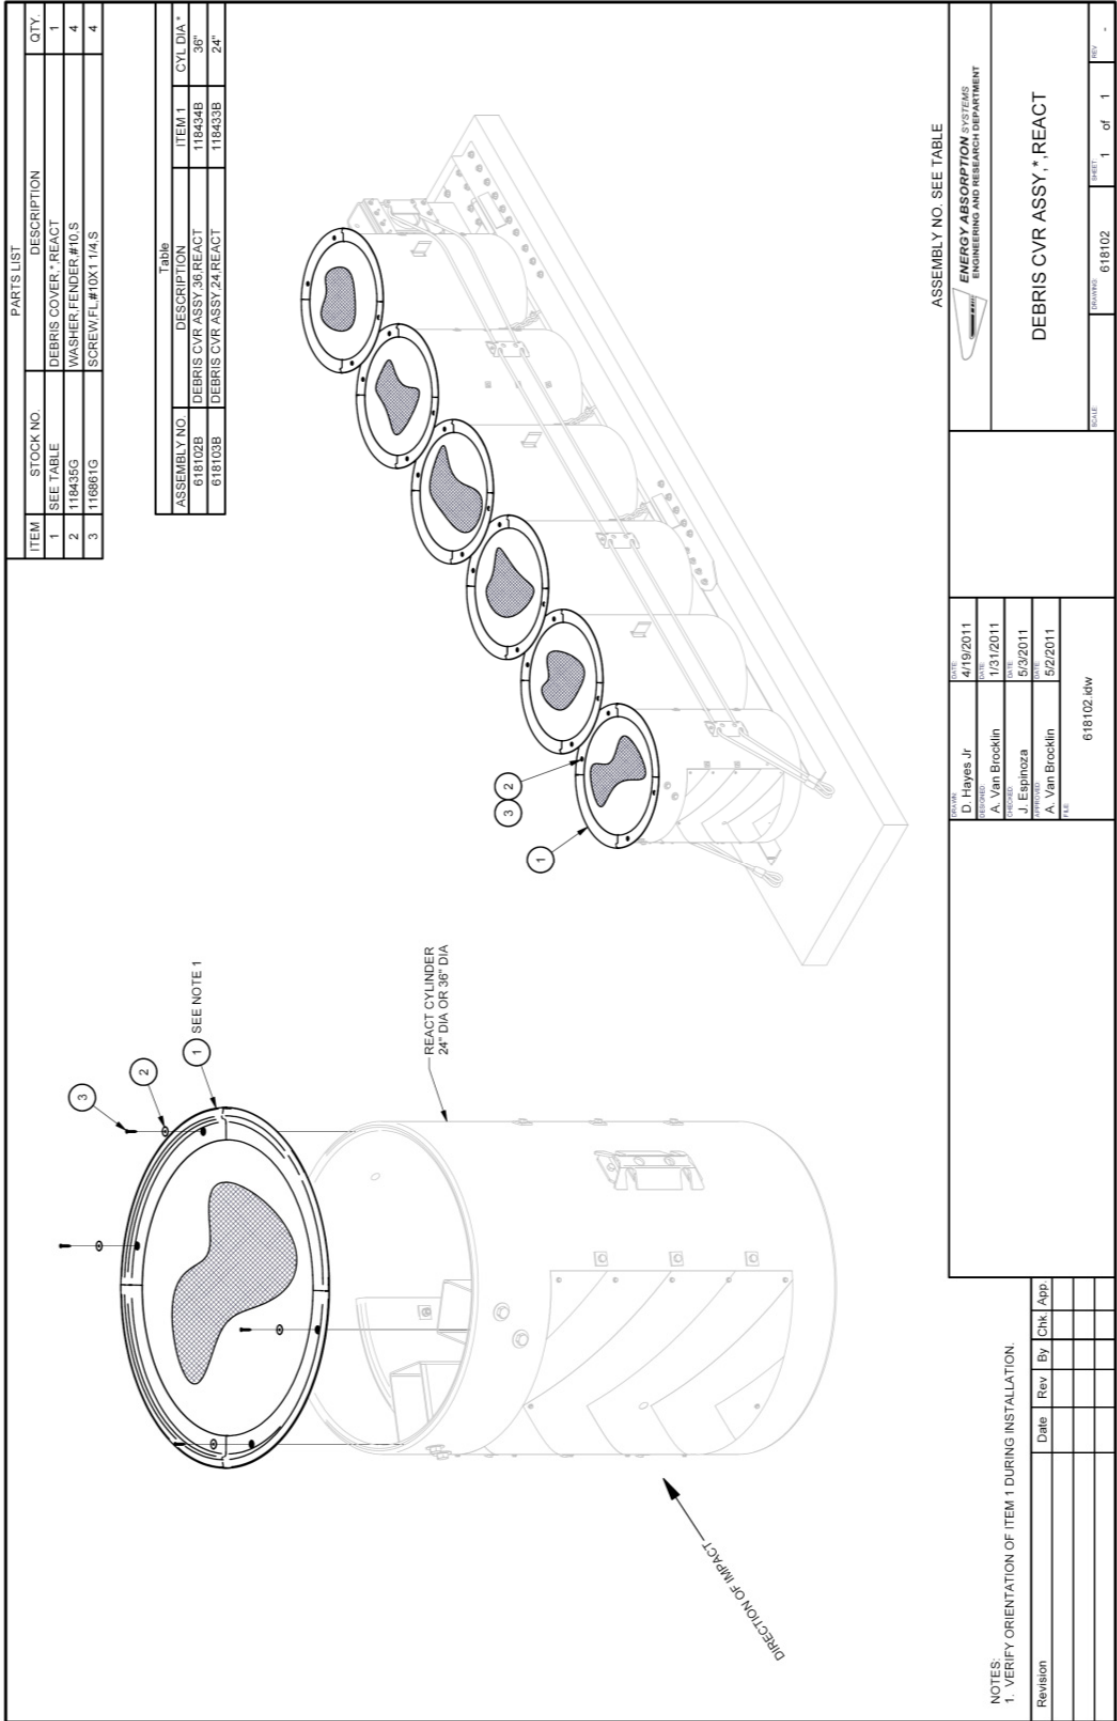 PARTS LIST
ITEM STOCK NO. DESCRIPTION QTY.
1 SEE TABLE DEBRIS COVER,*,REACT 1
2 118435G WASHER,FENDER,#10,S 4
3 116861G SCREW,FL,#10X1 1/4,S 4
Table
ASSEMBLY NO. DESCRIPTION ITEM 1 CYL DIA *
618102B DEBRIS CVR ASSY,36,REACT 118434B 36"
618103B DEBRIS CVR ASSY,24,REACT 118433B 24"
3
2
1 SEE NOTE 1
REACT CYLINDER
24" DIA OR 36" DIA
DIRECTION OF IMPACT
3 2
1
ASSEMBLY NO. SEE TABLE
NOTES:
1. VERIFY ORIENTATION OF ITEM 1 DURING INSTALLATION.
Revision Date Rev By Chk. App.
DRAWN D. Hayes Jr DATE 4/19/2011
DESIGNED A. Van Brocklin DATE 1/31/2011
CHECKED J. Espinoza DATE 5/3/2011
APPROVED A. Van Brocklin DATE 5/2/2011
FILE 618102.idw
ENERGY ABSORPTION SYSTEMS
ENGINEERING AND RESEARCH DEPARTMENT
DEBRIS CVR ASSY,*,REACT
SCALE DRAWING 618102 SHEET 1 of 1 REV -